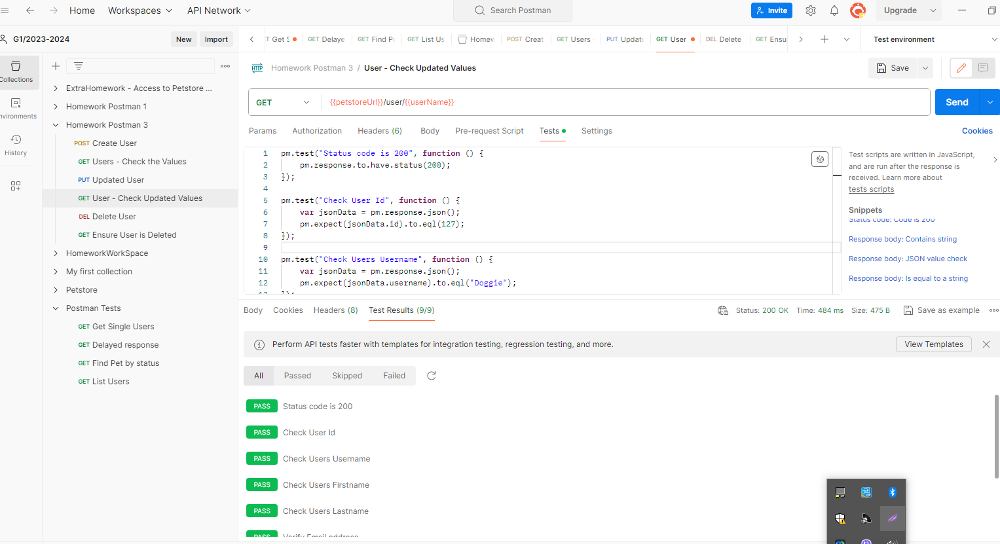 Home
Workspaces
API Network
Search Postman
Invite
Upgrade
G1/2023-2024
New
Import
Get S
GET Delaye
GET Find P
GET List Us
Homew
POST Creat
GET Users
PUT Updat
GET User
DEL Delete
GET Ensu
Test environment
Collections
nvironments
History
ExtraHomework - Access to Petstore ...
Homework Postman 1
Homework Postman 3
POST Create User
GET Users - Check the Values
PUT Updated User
GET User - Check Updated Values
DEL Delete User
GET Ensure User is Deleted
HomeworkWorkSpace
My first collection
Petstore
Postman Tests
GET Get Single Users
GET Delayed response
GET Find Pet by status
GET List Users
HTTP Homework Postman 3 / User - Check Updated Values
Save
GET
{{petstoreUrl}}/user/{{userName}}
Send
Params
Authorization
Headers (6)
Body
Pre-request Script
Tests
Settings
Cookies
1 pm.test("Status code is 200", function () {
2 pm.response.to.have.status(200);
3 });
4
5 pm.test("Check User Id", function () {
6 var jsonData = pm.response.json();
7 pm.expect(jsonData.id).to.eql(127);
8 });
9
10 pm.test("Check Users Username", function () {
11 var jsonData = pm.response.json();
12 pm.expect(jsonData.username).to.eql("Doggie");
13 });
Test scripts are written in JavaScript,
and are run after the response is
received. Learn more about
tests scripts
Snippets
Status code: Code is 200
Response body: Contains string
Response body: JSON value check
Response body: Is equal to a string
Body
Cookies
Headers (8)
Test Results (9/9)
Status: 200 OK
Time: 484 ms
Size: 475 B
Save as example
Perform API tests faster with templates for integration testing, regression testing, and more.
View Templates
All
Passed
Skipped
Failed
PASS Status code is 200
PASS Check User Id
PASS Check Users Username
PASS Check Users Firstname
PASS Check Users Lastname
PASS Verify Email address